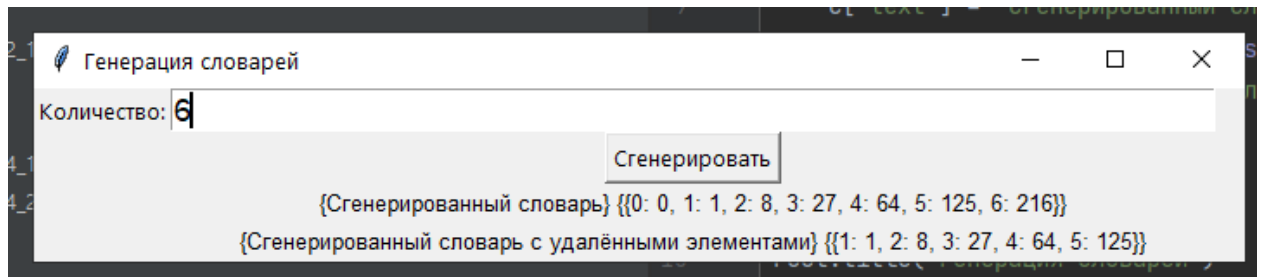 Генерация словарей
Количество: 6
Сгенерировать
{Сгенерированный словарь} {{0: 0, 1: 1, 2: 8, 3: 27, 4: 64, 5: 125, 6: 216}}
{Сгенерированный словарь с удалёнными элементами} {{1: 1, 2: 8, 3: 27, 4: 64, 5: 125}}